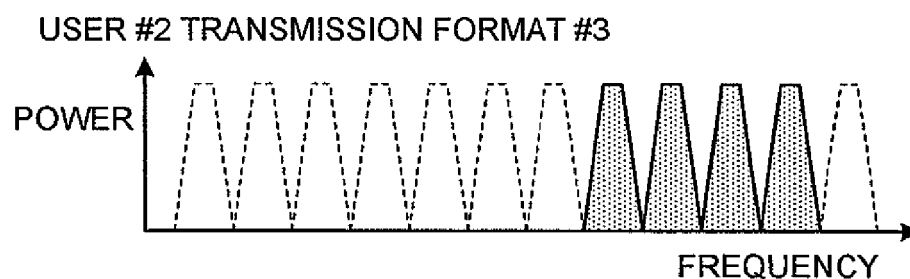 USER #2 TRANSMISSION FORMAT #3
POWER
FREQUENCY